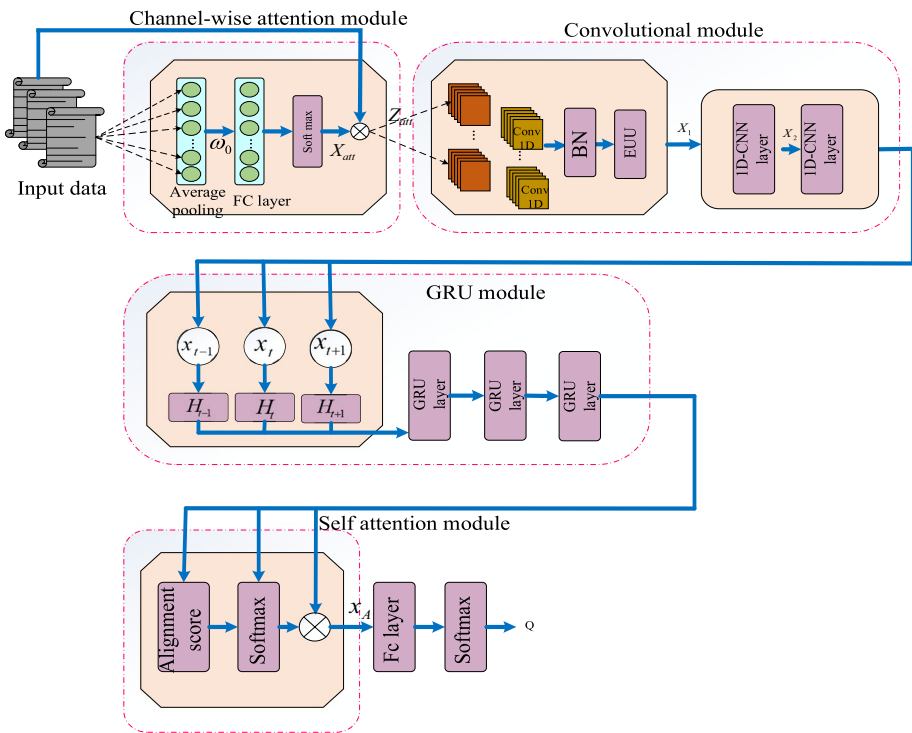 Channel-wise attention module
Convolutional module
Input data
ω0
Average
pooling
FC layer
Soft max
Xatt
Zatt
Conv
1D
Conv
1D
BN
EUU
X1
1D-CNN
layer
X2
1D-CNN
layer
GRU module
xt−1
xt
xt+1
Ht−1
Ht
Ht+1
GRU
layer
GRU
layer
GRU
layer
Self attention module
Alignment
score
Softmax
xA
Fc layer
Softmax
Q